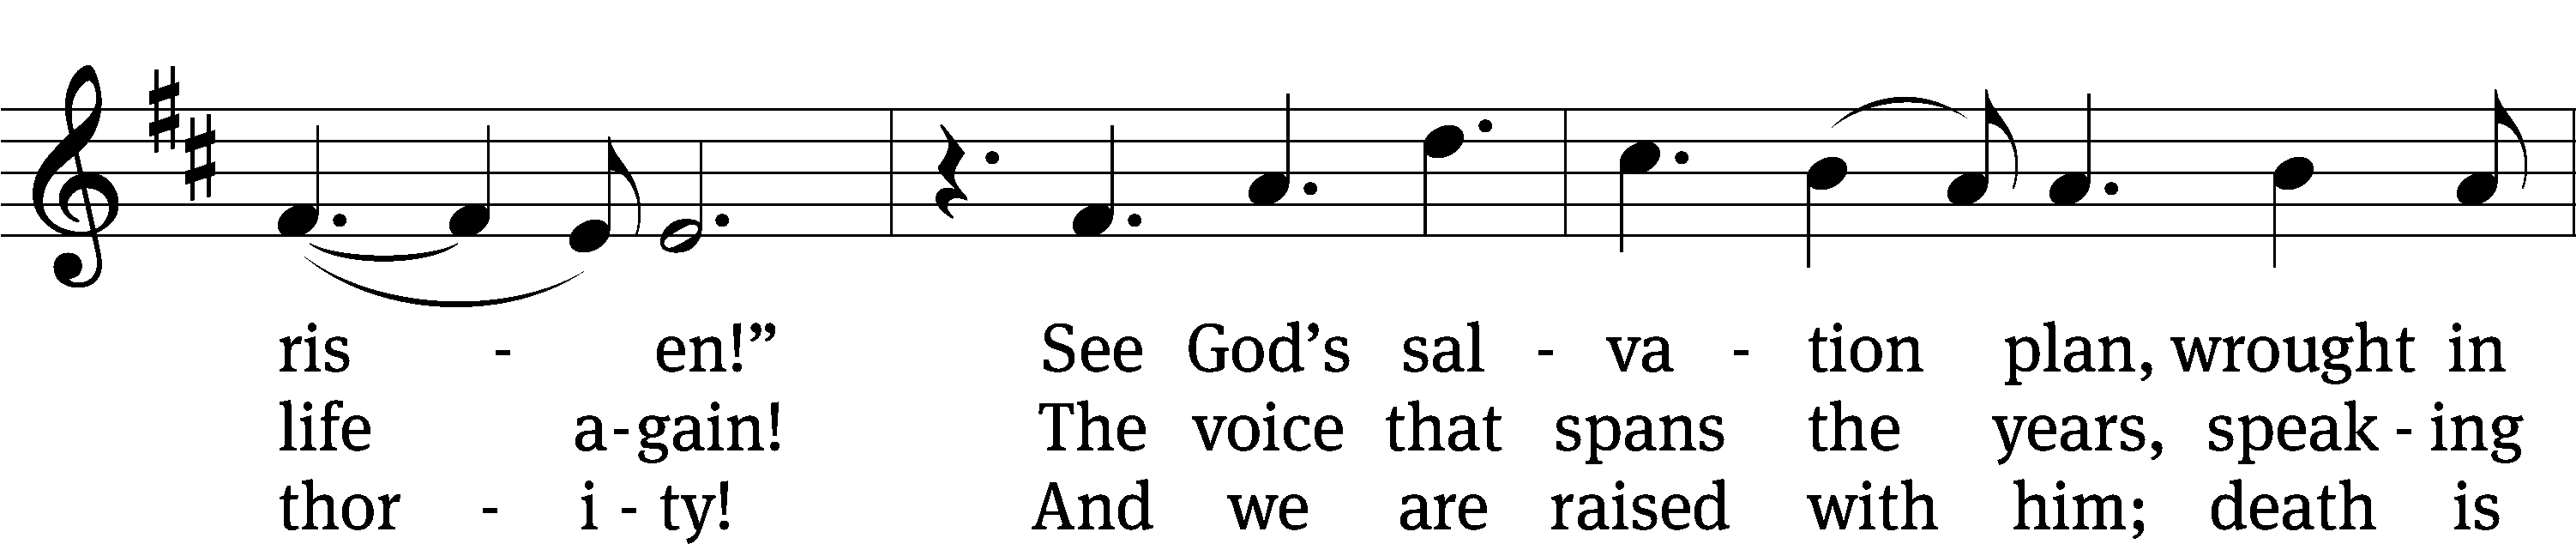 ris - en!” See God’s sal - va - tion plan, wrought in
life a - gain! The voice that spans the years, speak - ing
thor - i - ty! And we are raised with him; death is